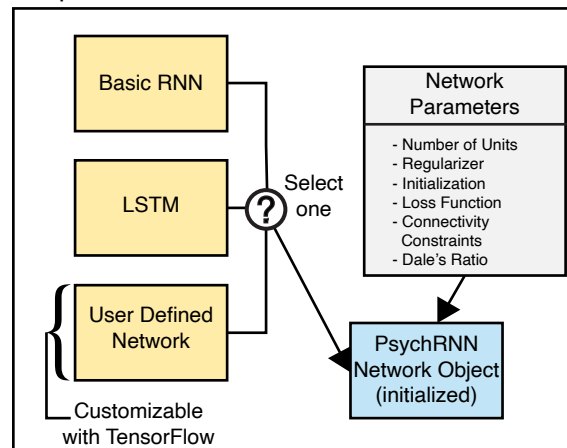 Basic RNN
LSTM
User Defined
Network
Customizable
with TensorFlow
?
Select
one
Network
Parameters
- Number of Units
- Regularizer
- Initialization
- Loss Function
- Connectivity
Constraints
- Dale's Ratio
PsychRNN
Network Object
(initialized)